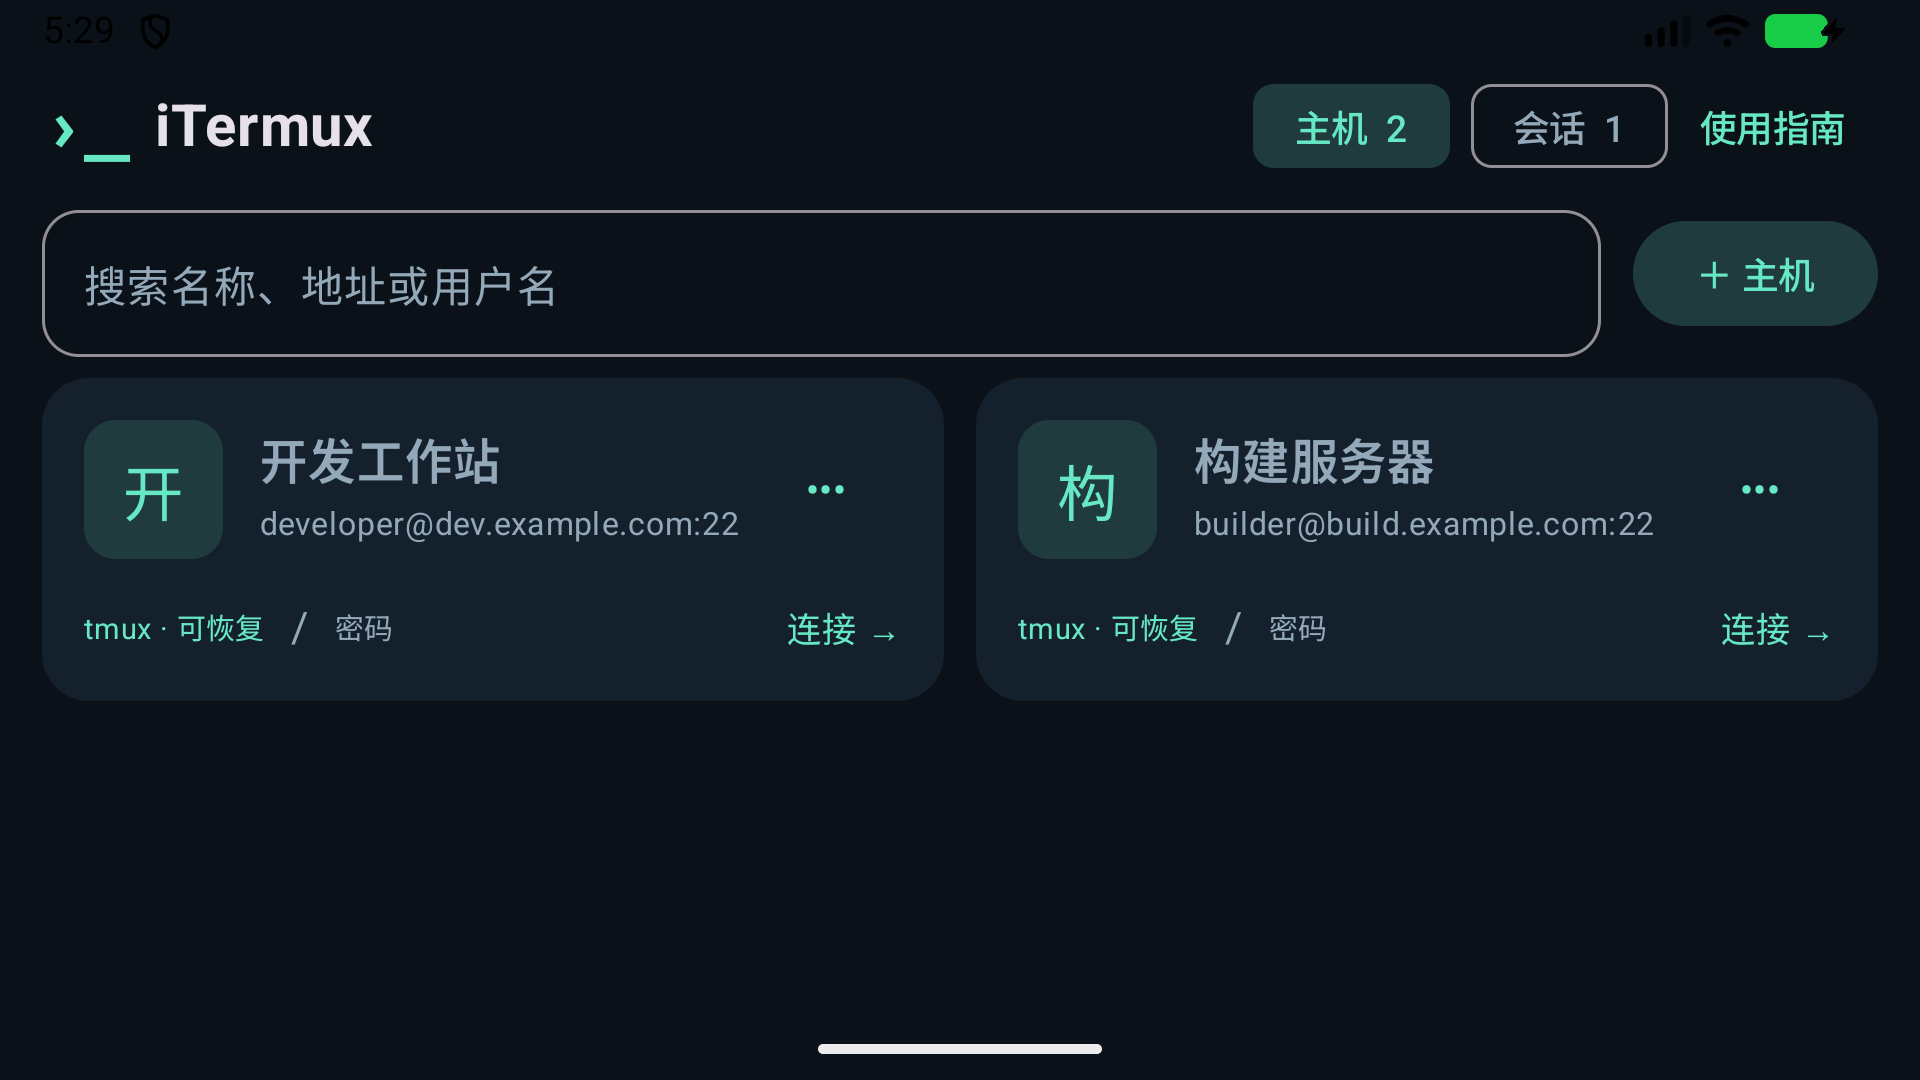 5:29
›_ iTermux
主机 2
会话 1
使用指南
搜索名称、地址或用户名
＋ 主机
开
开发工作站
developer@dev.example.com:22
•••
tmux · 可恢复 / 密码
连接 →
构
构建服务器
builder@build.example.com:22
•••
tmux · 可恢复 / 密码
连接 →